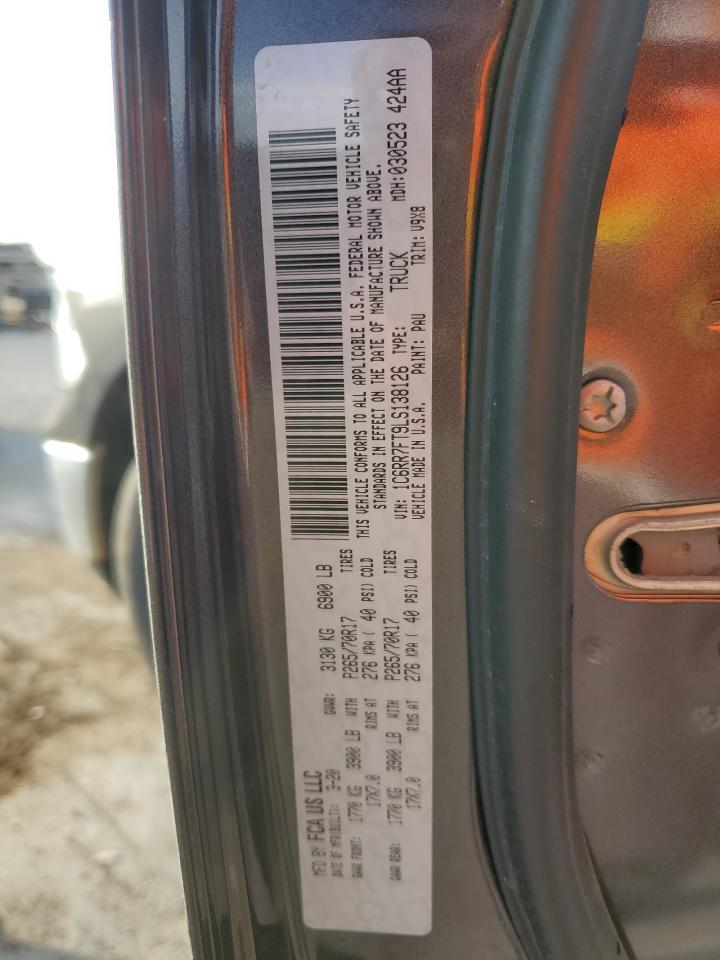 MFD BY FCA US LLC
DATE OF MFR(BUILT): 3-20 GVWR: 3130 KG 6900 LB
GAWR FRONT: 1770 KG 3900 LB WITH P265/70R17 TIRES
17X7.0 RIMS AT 276 KPA ( 40 PSI) COLD
GAWR REAR: 1770 KG 3900 LB WITH P265/70R17 TIRES
17X7.0 RIMS AT 276 KPA ( 40 PSI) COLD
THIS VEHICLE CONFORMS TO ALL APPLICABLE U.S.A. FEDERAL MOTOR VEHICLE SAFETY
STANDARDS IN EFFECT ON THE DATE OF MANUFACTURE SHOWN ABOVE.
VIN: 1C6RR7FT9LS138126 TYPE: TRUCK MDH:030523 424AA
VEHICLE MADE IN U.S.A. PAINT: PAU TRIM: V9X8